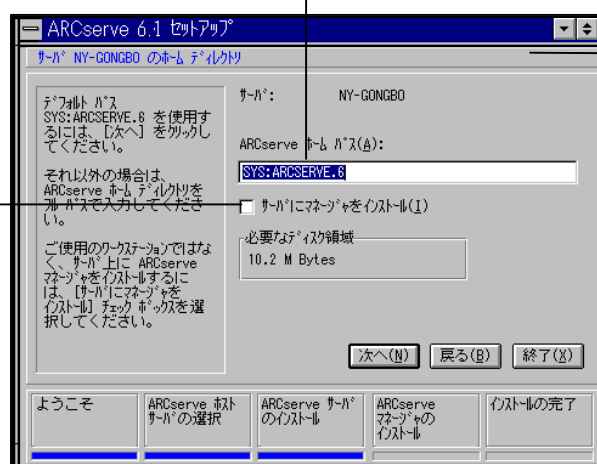 ARCserve 6.1 ｾｯﾄｱｯﾌﾟ
ｻｰﾊﾞ NY-GONGBO のﾎｰﾑ ﾃﾞｨﾚｸﾄﾘ
ﾃﾞﾌｫﾙﾄ ﾊﾟｽ
SYS:ARCSERVE.6 を使用す
るには、[次へ] をｸﾘｯｸし
てください。
それ以外の場合は、
ARCserve ﾎｰﾑ ﾃﾞｨﾚｸﾄﾘを
ﾌﾙ ﾊﾟｽで入力してくださ
い。
ご使用のﾜｰｸｽﾃｰｼｮﾝではな
く、ｻｰﾊﾞ上に ARCserve
ﾏﾈｰｼﾞｬをｲﾝｽﾄｰﾙするに
は、[ｻｰﾊﾞにﾏﾈｰｼﾞｬを
ｲﾝｽﾄｰﾙ] ﾁｪｯｸ ﾎﾞｯｸｽを選
択してください。
ｻｰﾊﾞ: NY-GONGBO
ARCserve ﾎｰﾑ ﾊﾟｽ(A):
SYS:ARCSERVE.6
ｻｰﾊﾞにﾏﾈｰｼﾞｬをｲﾝｽﾄｰﾙ(I)
必要なﾃﾞｨｽｸ領域
10.2 M Bytes
次へ(N) 戻る(B) 終了(X)
ようこそ
ARCserve ﾎｽﾄ
ｻｰﾊﾞの選択
ARCserve ｻｰﾊﾞ
のｲﾝｽﾄｰﾙ
ARCserve
ﾏﾈｰｼﾞｬの
ｲﾝｽﾄｰﾙ
ｲﾝｽﾄｰﾙの完了